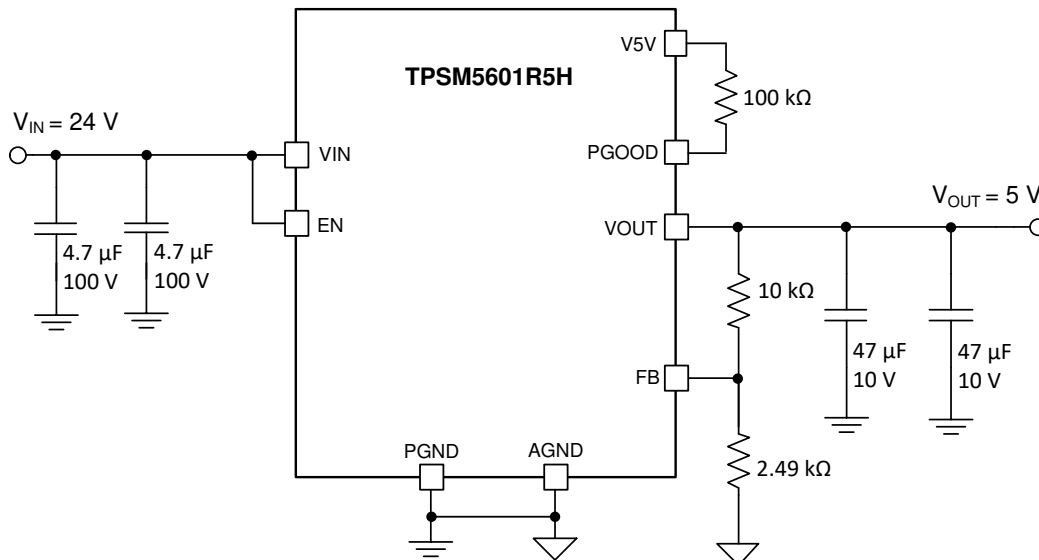 V5V
TPSM5601R5H
100 kΩ
V_IN = 24 V
VIN
PGOOD
EN
VOUT
V_OUT = 5 V
4.7 µF
100 V
4.7 µF
100 V
10 kΩ
47 µF
10 V
47 µF
10 V
FB
PGND
AGND
2.49 kΩ